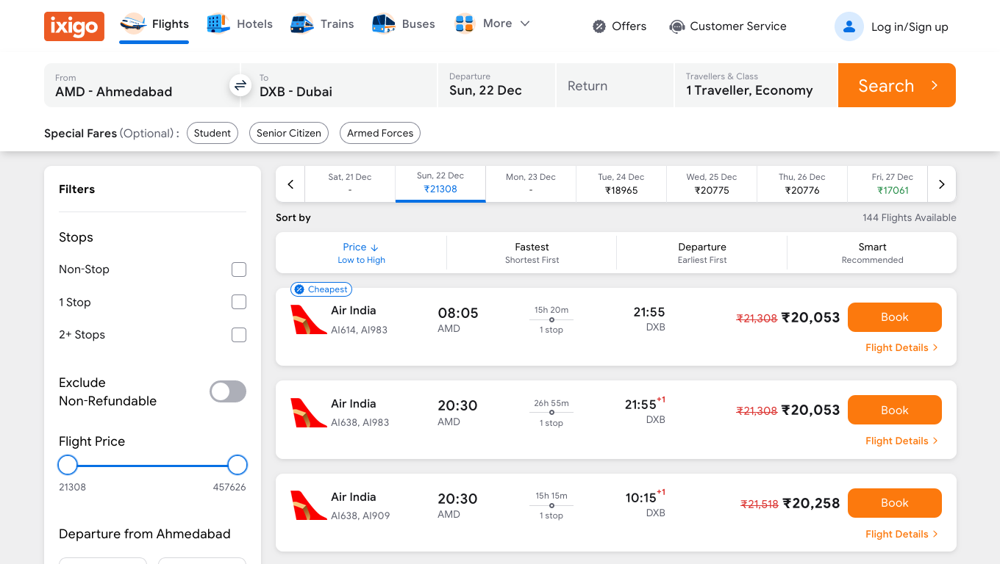 ixigo
Flights
Hotels
Trains
Buses
More
Offers
Customer Service
Log in/Sign up
From
AMD - Ahmedabad
To
DXB - Dubai
Departure
Sun, 22 Dec
Return
Travellers & Class
1 Traveller, Economy
Search
Special Fares (Optional) :
Student
Senior Citizen
Armed Forces
Filters
Stops
Non-Stop
1 Stop
2+ Stops
Exclude
Non-Refundable
Flight Price
21308
457626
Departure from Ahmedabad
Sat, 21 Dec
-
Sun, 22 Dec
₹21308
Mon, 23 Dec
-
Tue, 24 Dec
₹18965
Wed, 25 Dec
₹20775
Thu, 26 Dec
₹20776
Fri, 27 Dec
₹17061
Sort by
144 Flights Available
Price ↓
Low to High
Fastest
Shortest First
Departure
Earliest First
Smart
Recommended
Cheapest
Air India
AI614, AI983
08:05
AMD
15h 20m
1 stop
21:55
DXB
₹21,308 ₹20,053
Book
Flight Details
Air India
AI638, AI983
20:30
AMD
26h 55m
1 stop
21:55+1
DXB
₹21,308 ₹20,053
Book
Flight Details
Air India
AI638, AI909
20:30
AMD
15h 15m
1 stop
10:15+1
DXB
₹21,518 ₹20,258
Book
Flight Details